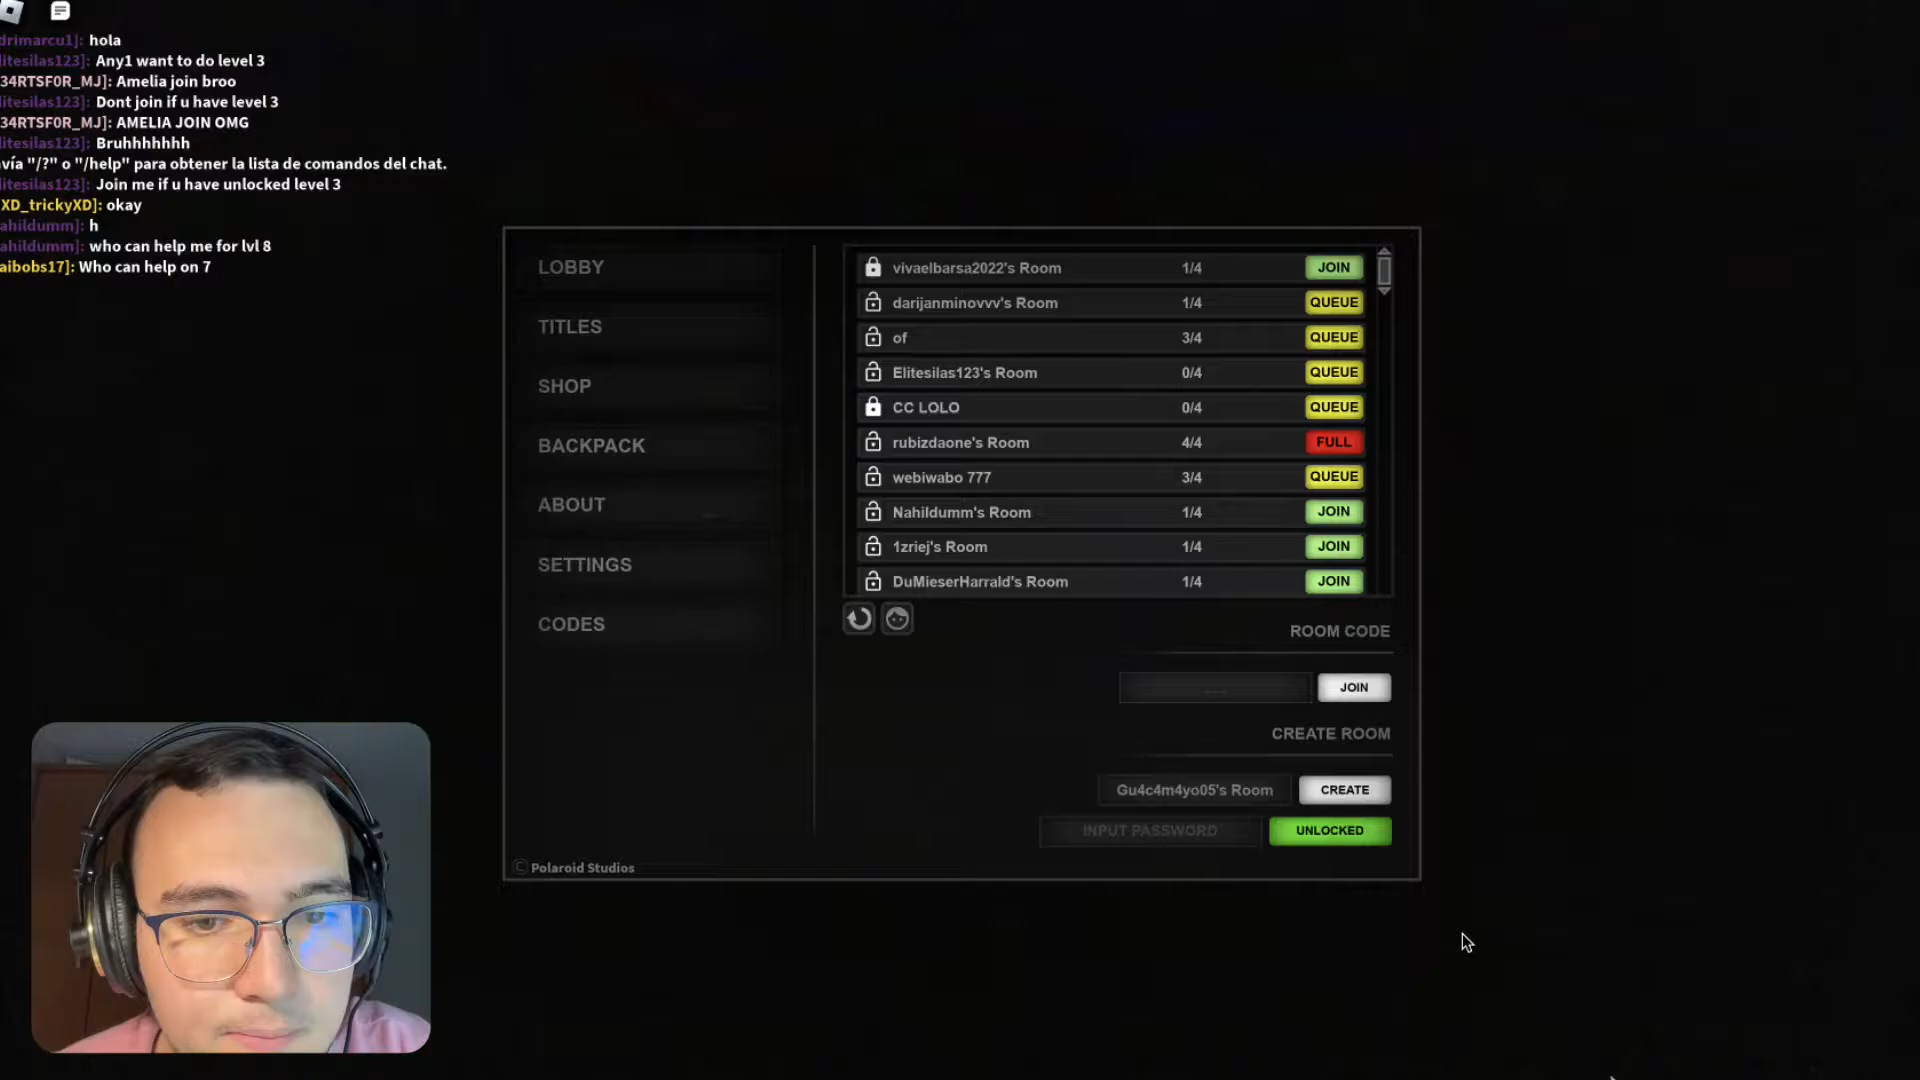 drimarcu1]: hola
litesilas123]: Any1 want to do level 3
34RTSF0R_MJ]: Amelia join broo
litesilas123]: Dont join if u have level 3
34RTSF0R_MJ]: AMELIA JOIN OMG
litesilas123]: Bruhhhhhhh
vía "/?" o "/help" para obtener la lista de comandos del chat.
litesilas123]: Join me if u have unlocked level 3
XD_trickyXD]: okay
ahildumm]: h
ahildumm]: who can help me for lvl 8
aibobs17]: Who can help on 7
LOBBY
TITLES
SHOP
BACKPACK
ABOUT
SETTINGS
CODES
vivaelbarsa2022's Room 1/4 JOIN
darijanminovvv's Room 1/4 QUEUE
of 3/4 QUEUE
Elitesilas123's Room 0/4 QUEUE
CC LOLO 0/4 QUEUE
rubizdaone's Room 4/4 FULL
webiwabo 777 3/4 QUEUE
Nahildumm's Room 1/4 JOIN
1zriej's Room 1/4 JOIN
DuMieserHarrald's Room 1/4 JOIN
ROOM CODE
... JOIN
CREATE ROOM
Gu4c4m4yo05's Room CREATE
INPUT PASSWORD UNLOCKED
© Polaroid Studios